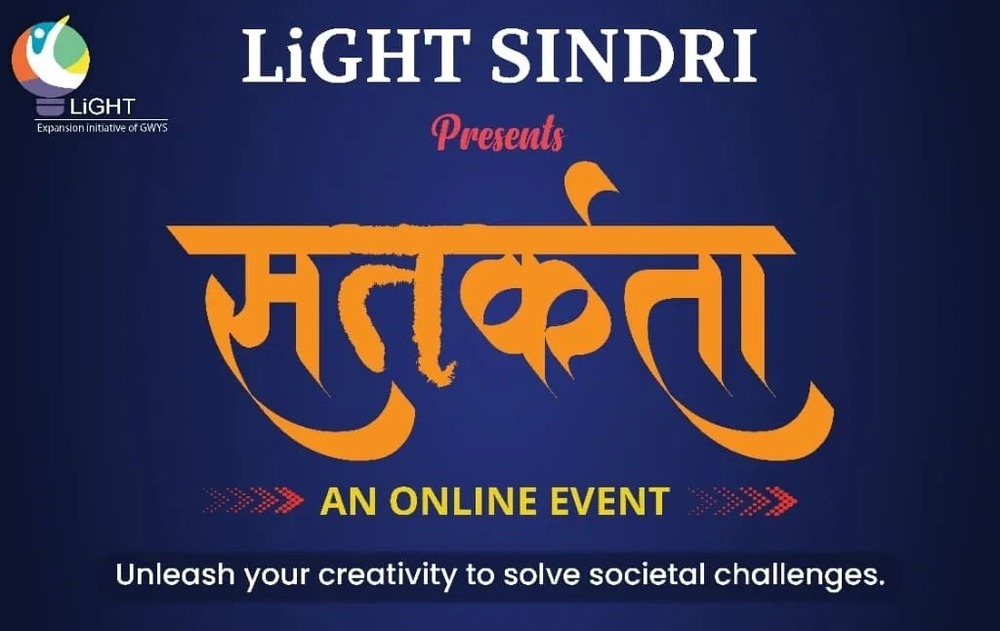 LiGHT
Expansion initiative of GWYS
LiGHT SINDRI
Presents
सतर्कता
AN ONLINE EVENT
Unleash your creativity to solve societal challenges.